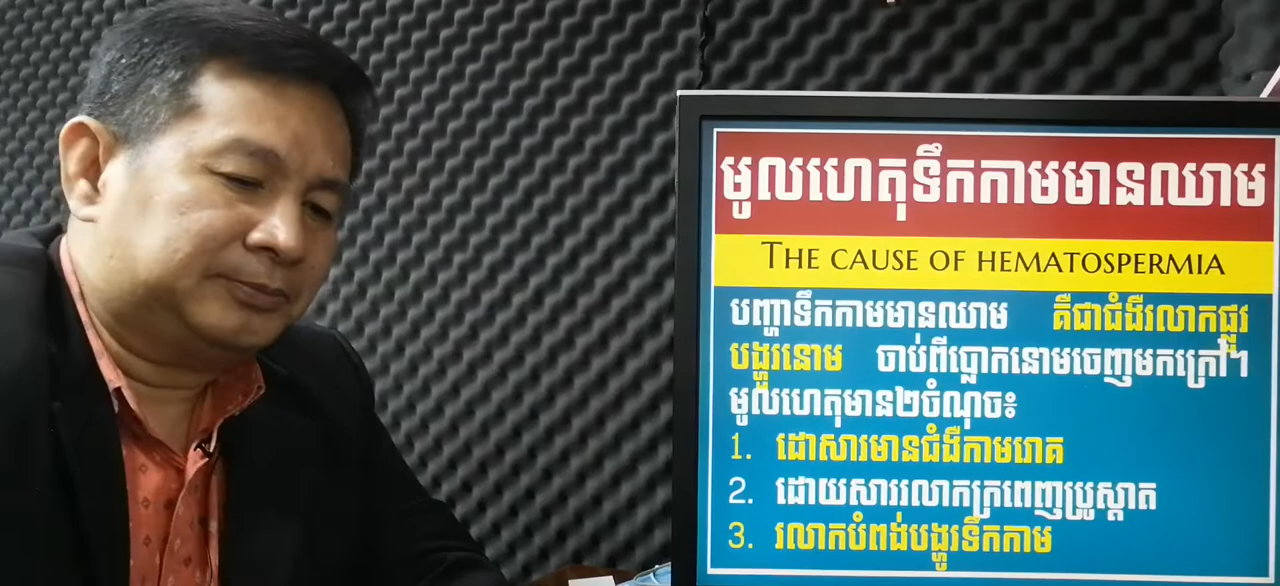 មូលហេតុទឹកកាមមានឈាម
THE CAUSE OF HEMATOSPERMIA
បញ្ហាទឹកកាមមានឈាម គឺជាជំងឺរលាកផ្លូវ
បង្ហូរនោម ចាប់ពីប្លោកនោមចេញមកក្រៅ។
មូលហេតុមាន២ចំណុច៖
1. ដោសារមានជំងឺកាមរោគ
2. ដោយសាររលាកក្រពេញប្រូស្តាត
3. រលាកបំពង់បង្ហូរទឹកកាម